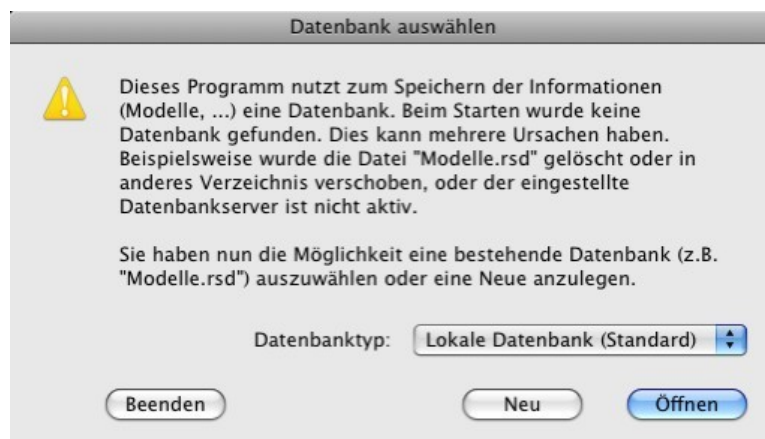 Datenbank auswählen
Dieses Programm nutzt zum Speichern der Informationen
(Modelle, ...) eine Datenbank. Beim Starten wurde keine
Datenbank gefunden. Dies kann mehrere Ursachen haben.
Beispielsweise wurde die Datei "Modelle.rsd" gelöscht oder in
anderes Verzeichnis verschoben, oder der eingestellte
Datenbankserver ist nicht aktiv.
Sie haben nun die Möglichkeit eine bestehende Datenbank (z.B.
"Modelle.rsd") auszuwählen oder eine Neue anzulegen.
Datenbanktyp: Lokale Datenbank (Standard)
Beenden Neu Öffnen